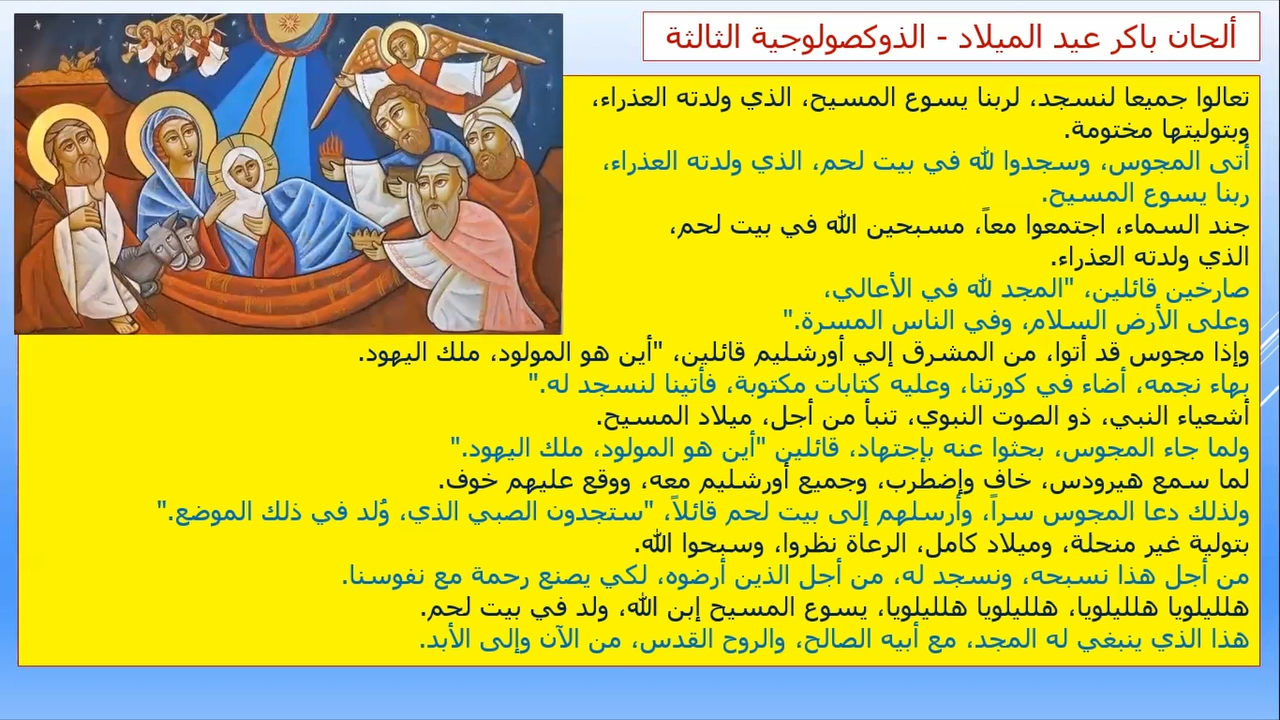 ألحان باكر عيد الميلاد - الذوكصولوجية الثالثة
تعالوا جميعا لنسجد، لربنا يسوع المسيح، الذي ولدته العذراء،
وبتوليتها مختومة.
أتى المجوس، وسجدوا لله في بيت لحم، الذي ولدته العذراء،
ربنا يسوع المسيح.
جند السماء، اجتمعوا معاً، مسبحين الله في بيت لحم،
الذي ولدته العذراء.
صارخين قائلين، "المجد لله في الأعالي،
وعلى الأرض السلام، وفي الناس المسرة."
وإذا مجوس قد أتوا، من المشرق إلي أورشليم قائلين، "أين هو المولود، ملك اليهود.
بهاء نجمه، أضاء في كورتنا، وعليه كتابات مكتوبة، فأتينا لنسجد له."
أشعياء النبي، ذو الصوت النبوي، تنبأ من أجل، ميلاد المسيح.
ولما جاء المجوس، بحثوا عنه بإجتهاد، قائلين "أين هو المولود، ملك اليهود."
لما سمع هيرودس، خاف وإضطرب، وجميع أورشليم معه، ووقع عليهم خوف.
ولذلك دعا المجوس سراً، وأرسلهم إلى بيت لحم قائلاً، "ستجدون الصبي الذي، وُلد في ذلك الموضع."
بتولية غير منحلة، وميلاد كامل، الرعاة نظروا، وسبحوا الله.
من أجل هذا نسبحه، ونسجد له، من أجل الذين أرضوه، لكي يصنع رحمة مع نفوسنا.
هلليلويا هلليلويا، هلليلويا هلليلويا، يسوع المسيح إبن الله، ولد في بيت لحم.
هذا الذي ينبغي له المجد، مع أبيه الصالح، والروح القدس، من الآن وإلى الأبد.